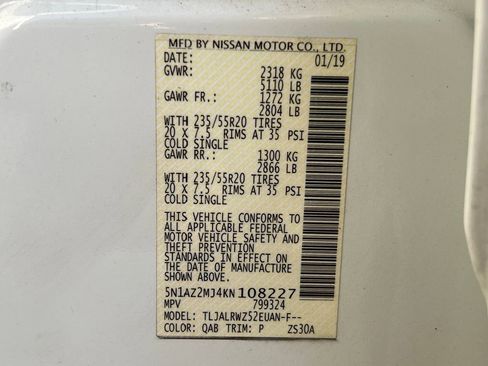 MFD BY NISSAN MOTOR CO., LTD.
DATE: 01/19
GVWR: 2318 KG
5110 LB
GAWR FR.: 1272 KG
2804 LB
WITH 235/55R20 TIRES
20 X 7.5 RIMS AT 35 PSI
COLD SINGLE
GAWR RR.: 1300 KG
2866 LB
WITH 235/55R20 TIRES
20 X 7.5 RIMS AT 35 PSI
COLD SINGLE
THIS VEHICLE CONFORMS TO
ALL APPLICABLE FEDERAL
MOTOR VEHICLE SAFETY AND
THEFT PREVENTION
STANDARDS IN EFFECT ON
THE DATE OF MANUFACTURE
SHOWN ABOVE.
5N1AZ2MJ4KN108227
MPV 799324
MODEL: TLJALRWZ52EUAN-F--
COLOR: QAB TRIM: P ZS30A